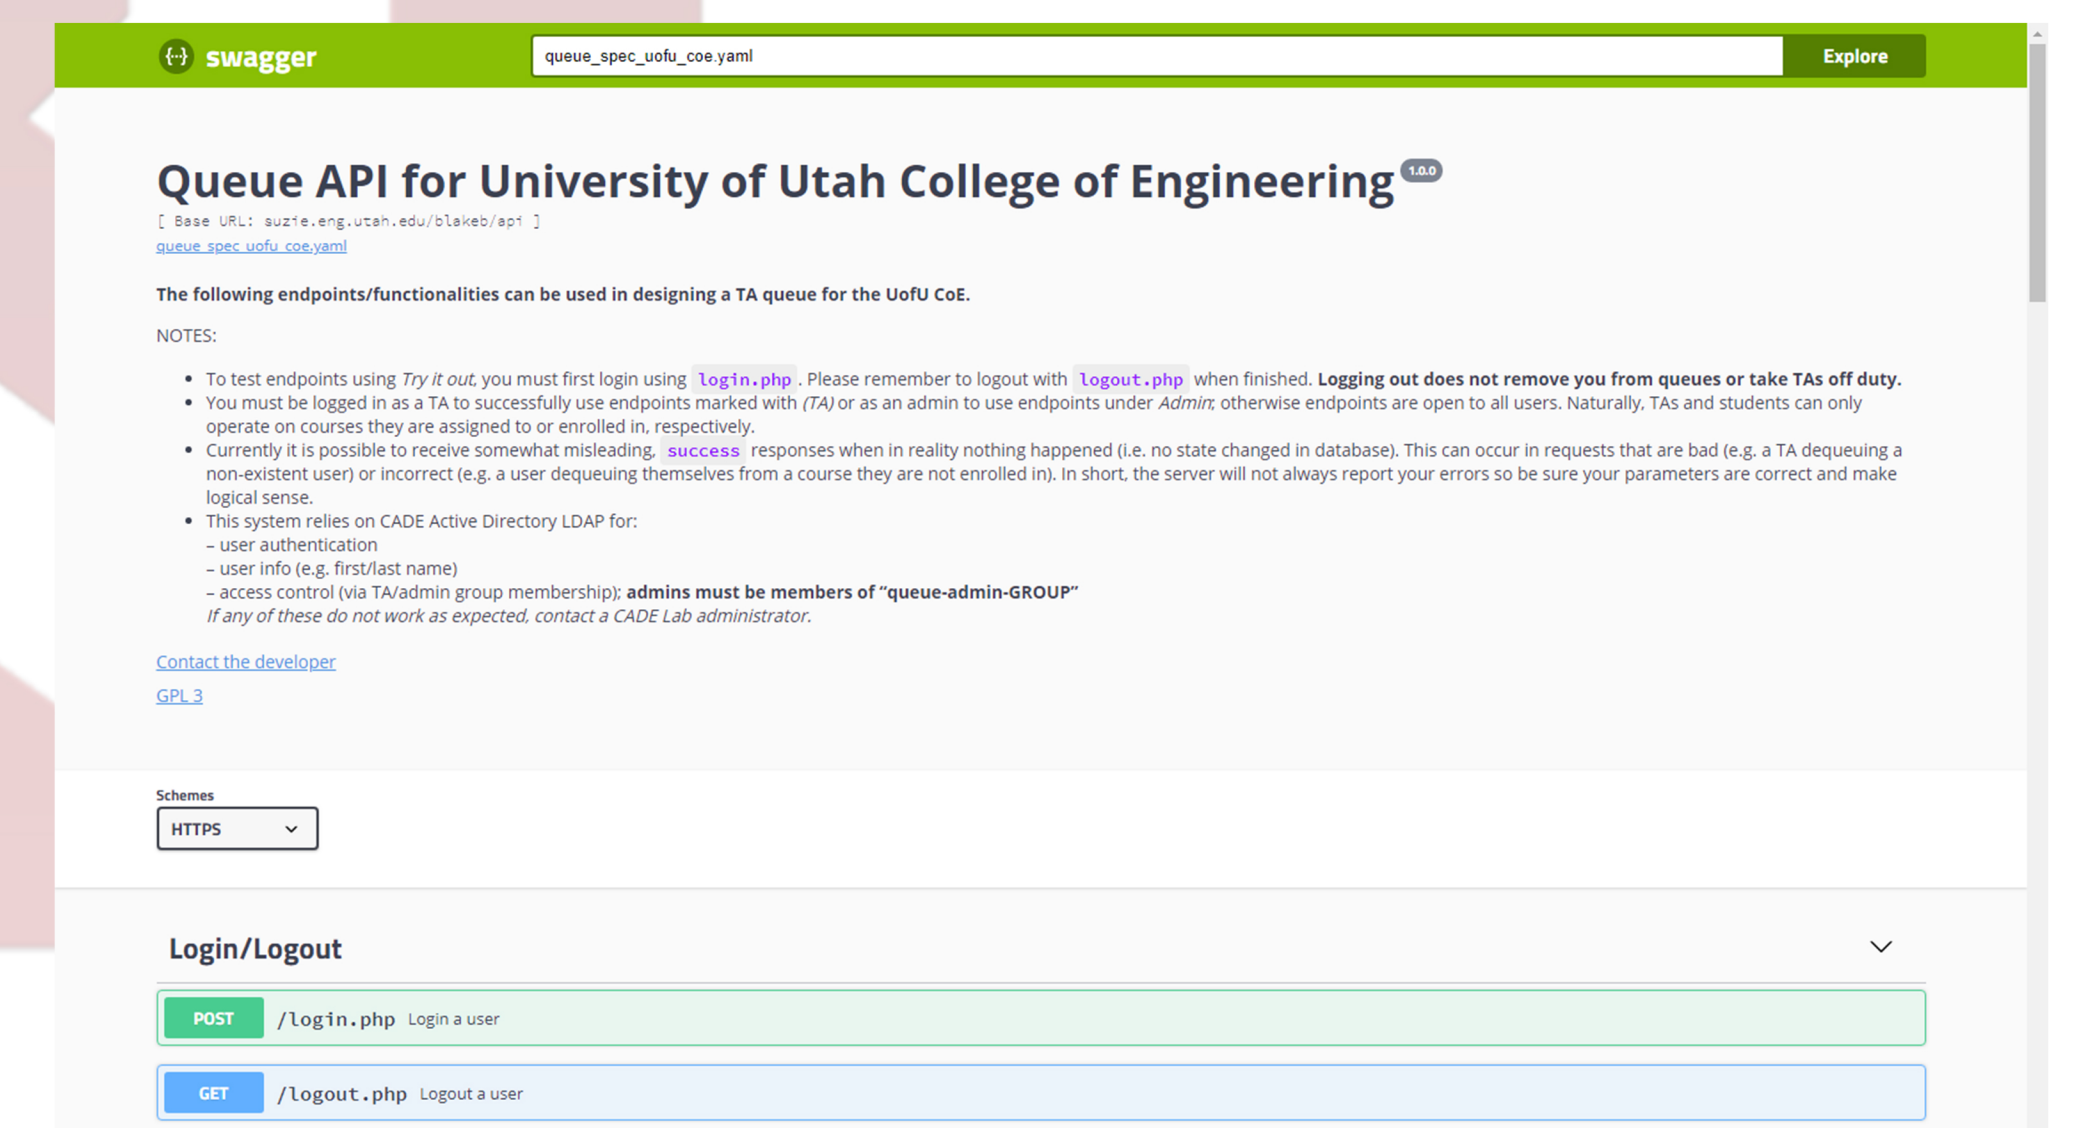 {··} swagger
queue_spec_uofu_coe.yaml
Explore
Queue API for University of Utah College of Engineering 1.0.0
[ Base URL: suzie.eng.utah.edu/blakeb/api ]
queue_spec_uofu_coe.yaml
The following endpoints/functionalities can be used in designing a TA queue for the UofU CoE.
NOTES:
• To test endpoints using Try it out, you must first login using login.php . Please remember to logout with logout.php when finished. Logging out does not remove you from queues or take TAs off duty.
• You must be logged in as a TA to successfully use endpoints marked with (TA) or as an admin to use endpoints under Admin; otherwise endpoints are open to all users. Naturally, TAs and students can only
operate on courses they are assigned to or enrolled in, respectively.
• Currently it is possible to receive somewhat misleading, success responses when in reality nothing happened (i.e. no state changed in database). This can occur in requests that are bad (e.g. a TA dequeuing a
non-existent user) or incorrect (e.g. a user dequeuing themselves from a course they are not enrolled in). In short, the server will not always report your errors so be sure your parameters are correct and make
logical sense.
• This system relies on CADE Active Directory LDAP for:
– user authentication
– user info (e.g. first/last name)
– access control (via TA/admin group membership); admins must be members of “queue-admin-GROUP”
If any of these do not work as expected, contact a CADE Lab administrator.
Contact the developer
GPL 3
Schemes
HTTPS
Login/Logout
POST /login.php Login a user
GET /logout.php Logout a user